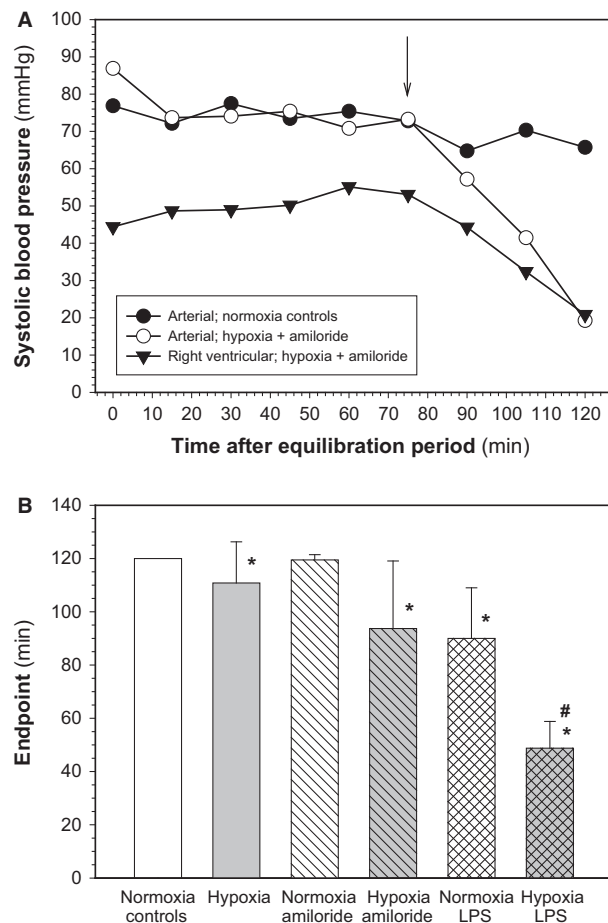 A
100
90
80
70
60
50
40
30
20
10
0
Systolic blood pressure (mmHg)
Arterial; normoxia controls
Arterial; hypoxia + amiloride
Right ventricular; hypoxia + amiloride
0 10 20 30 40 50 60 70 80 90 100 110 120
Time after equilibration period (min)
B
140
120
100
80
60
40
20
0
Endpoint (min)
*
*
*
#
*
Normoxia controls
Hypoxia
Normoxia amiloride
Hypoxia amiloride
Normoxia LPS
Hypoxia LPS